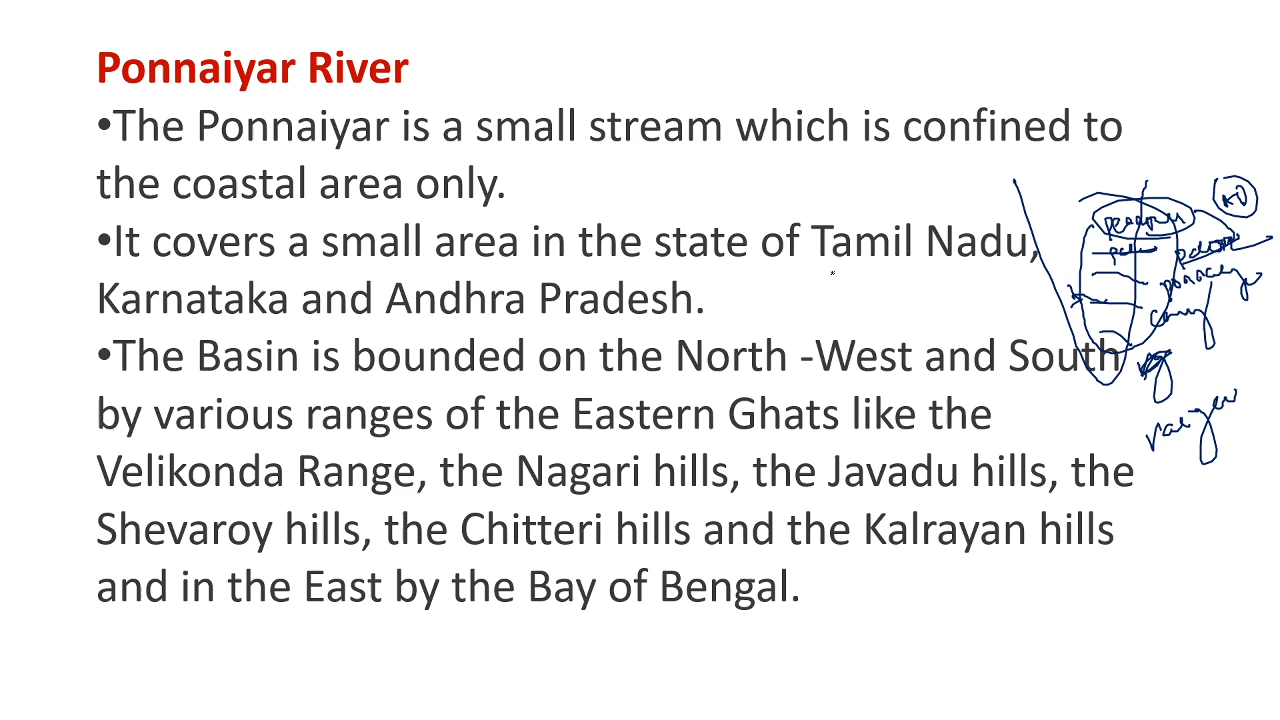 Ponnaiyar River
•The Ponnaiyar is a small stream which is confined to
the coastal area only.
•It covers a small area in the state of Tamil Nadu,
Karnataka and Andhra Pradesh.
•The Basin is bounded on the North -West and South
by various ranges of the Eastern Ghats like the
Velikonda Range, the Nagari hills, the Javadu hills, the
Shevaroy hills, the Chitteri hills and the Kalrayan hills
and in the East by the Bay of Bengal.